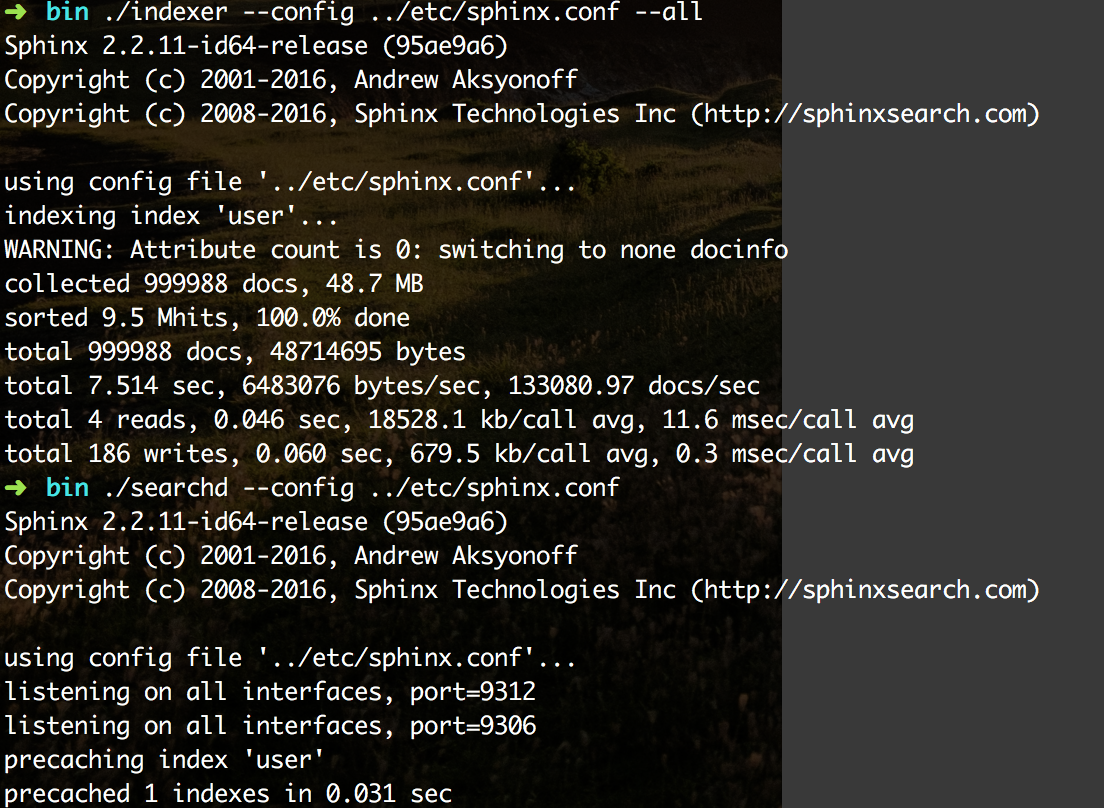 ➜ bin ./indexer --config ../etc/sphinx.conf --all
Sphinx 2.2.11-id64-release (95ae9a6)
Copyright (c) 2001-2016, Andrew Aksyonoff
Copyright (c) 2008-2016, Sphinx Technologies Inc (http://sphinxsearch.com)
using config file '../etc/sphinx.conf'...
indexing index 'user'...
WARNING: Attribute count is 0: switching to none docinfo
collected 999988 docs, 48.7 MB
sorted 9.5 Mhits, 100.0% done
total 999988 docs, 48714695 bytes
total 7.514 sec, 6483076 bytes/sec, 133080.97 docs/sec
total 4 reads, 0.046 sec, 18528.1 kb/call avg, 11.6 msec/call avg
total 186 writes, 0.060 sec, 679.5 kb/call avg, 0.3 msec/call avg
➜ bin ./searchd --config ../etc/sphinx.conf
Sphinx 2.2.11-id64-release (95ae9a6)
Copyright (c) 2001-2016, Andrew Aksyonoff
Copyright (c) 2008-2016, Sphinx Technologies Inc (http://sphinxsearch.com)
using config file '../etc/sphinx.conf'...
listening on all interfaces, port=9312
listening on all interfaces, port=9306
precaching index 'user'
precached 1 indexes in 0.031 sec